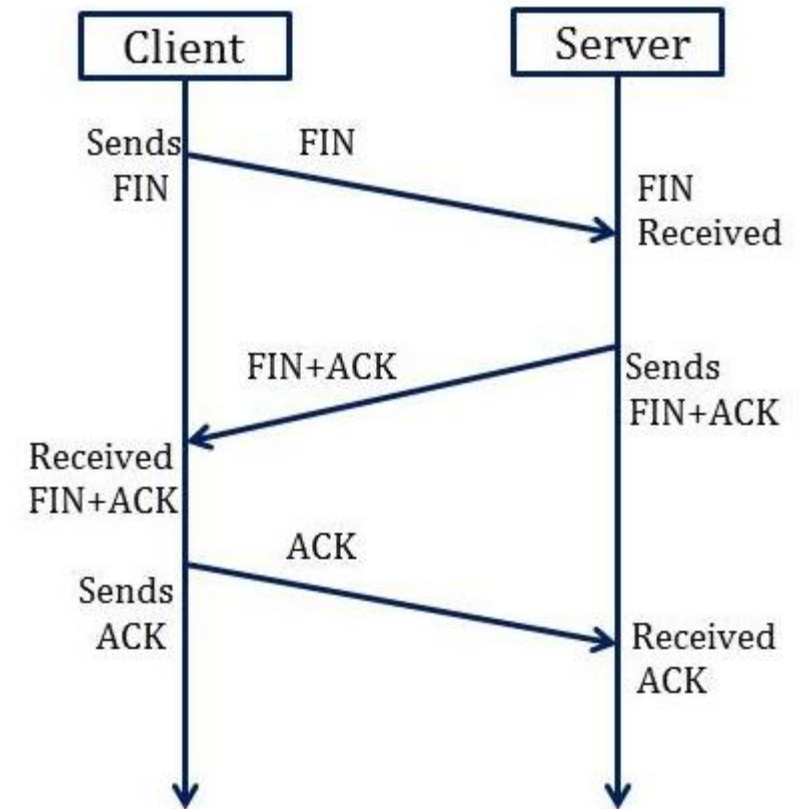 Client
Server
Sends
FIN
FIN
FIN
Received
FIN+ACK
Sends
FIN+ACK
Received
FIN+ACK
ACK
Sends
ACK
Received
ACK